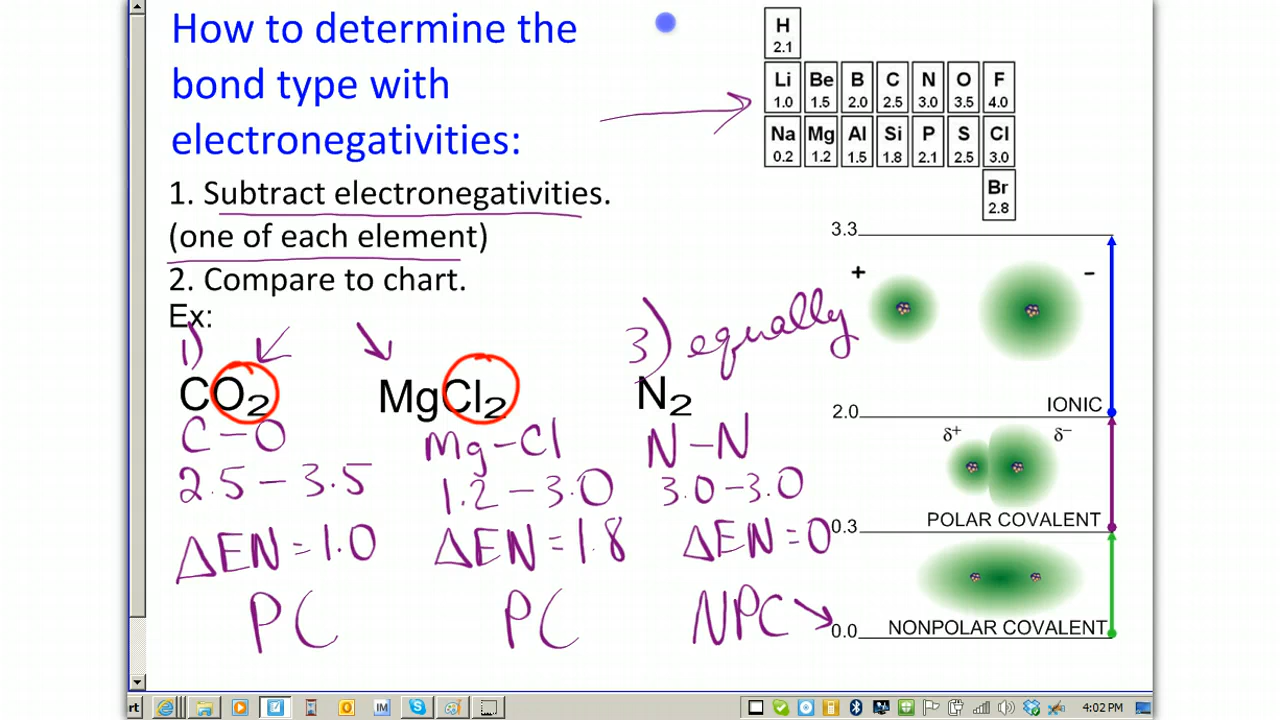 How to determine the
bond type with
electronegativities:
1. Subtract electronegativities.
(one of each element)
2. Compare to chart.
Ex:
1)
CO₂
C-O
2.5 - 3.5
ΔEN = 1.0
PC
MgCl₂
Mg-Cl
1.2 - 3.0
ΔEN = 1.8
PC
3) equally
N₂
N-N
3.0-3.0
ΔEN = 0
NPC
H
2.1
Li Be B C N O F
1.0 1.5 2.0 2.5 3.0 3.5 4.0
Na Mg Al Si P S Cl
0.2 1.2 1.5 1.8 2.1 2.5 3.0
Br
2.8
3.3
+ −
IONIC
2.0
δ+ δ−
POLAR COVALENT
0.3
NONPOLAR COVALENT
0.0
rt
IM
4:02 PM